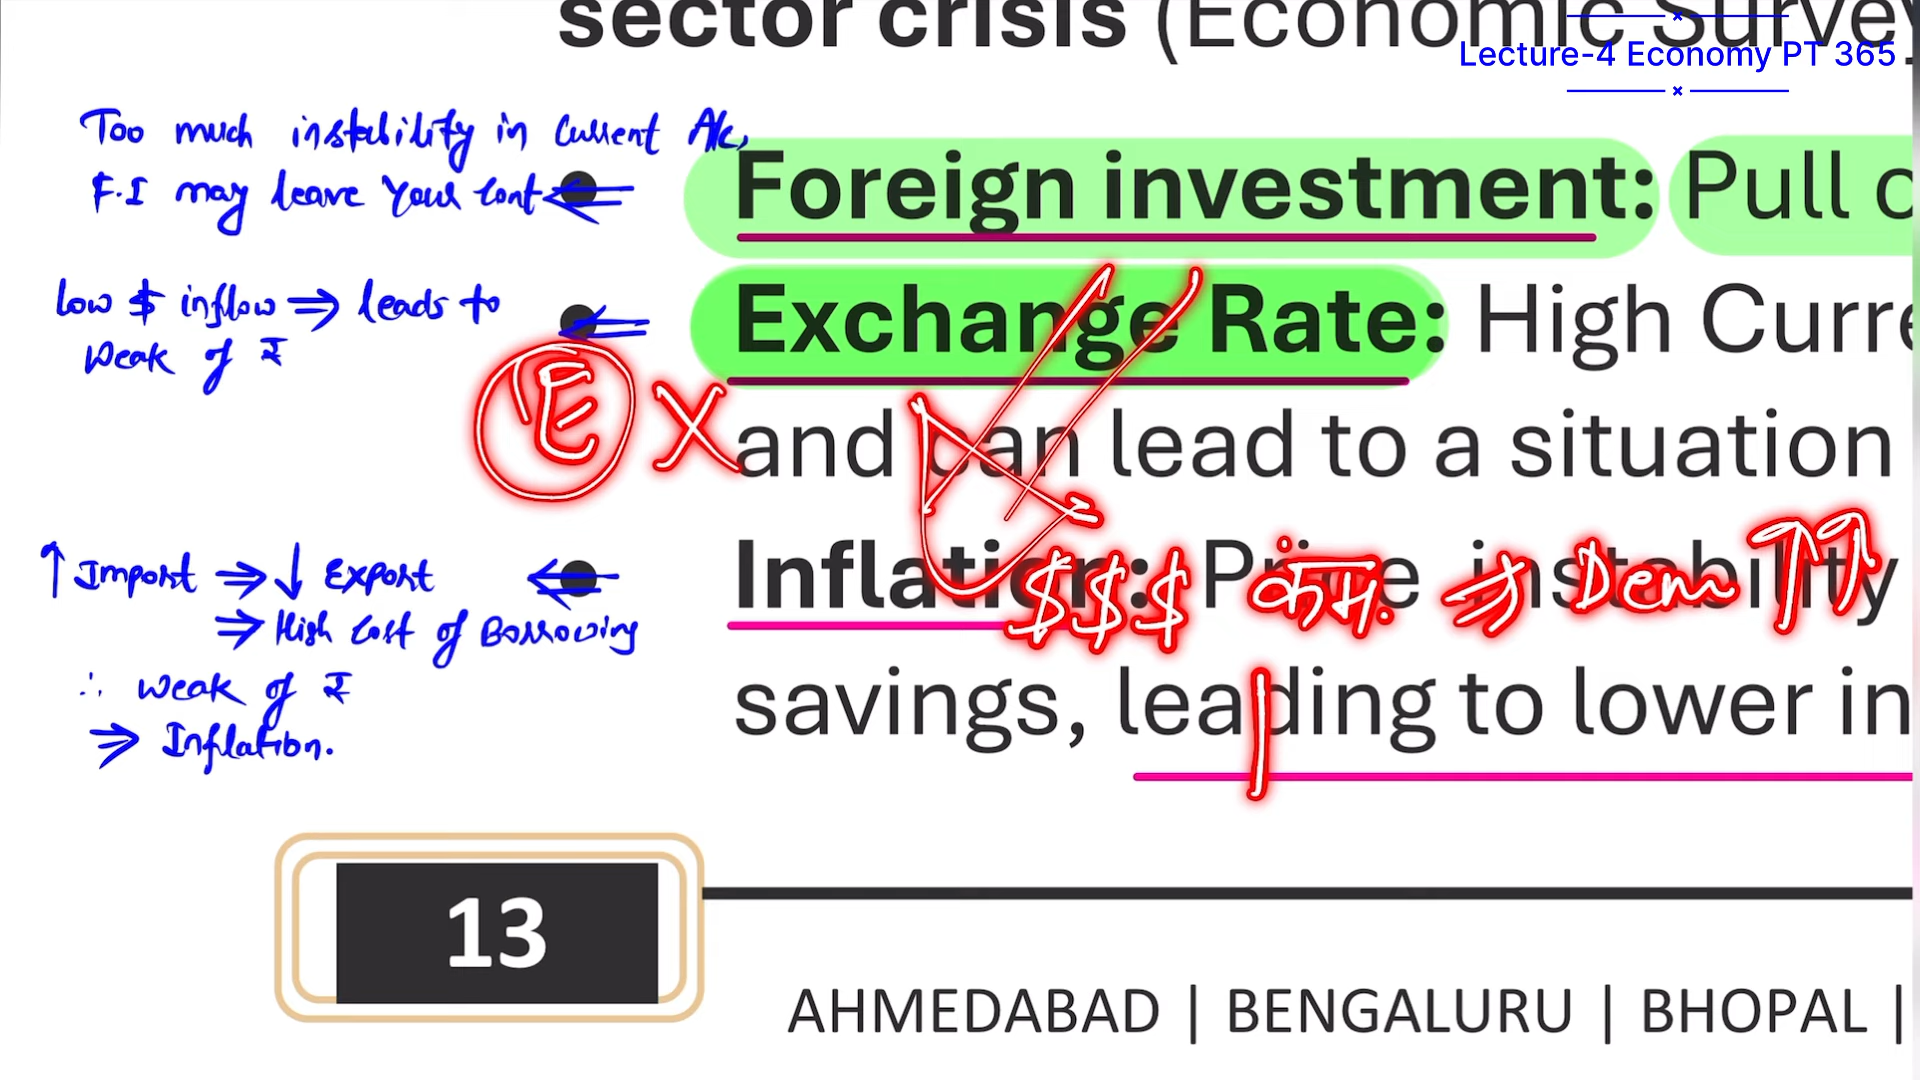 sector crisis (Economic Survey
Lecture-4 Economy PT 365
Too much instability in Current A/c,
F.I may leave your cont
Foreign investment: Pull o
low $ inflow ⇒ leads to
weak of ₹
Exchange Rate: High Curre
E X
and can lead to a situation
↑ Import ⇒ ↓ Export
⇒ High Cost of Borrowing
∴ weak of ₹
⇒ Inflation.
Inflation: Price instability
$$$ कम. ⇒ Dem ↑↑
savings, leading to lower in
13
AHMEDABAD | BENGALURU | BHOPAL |